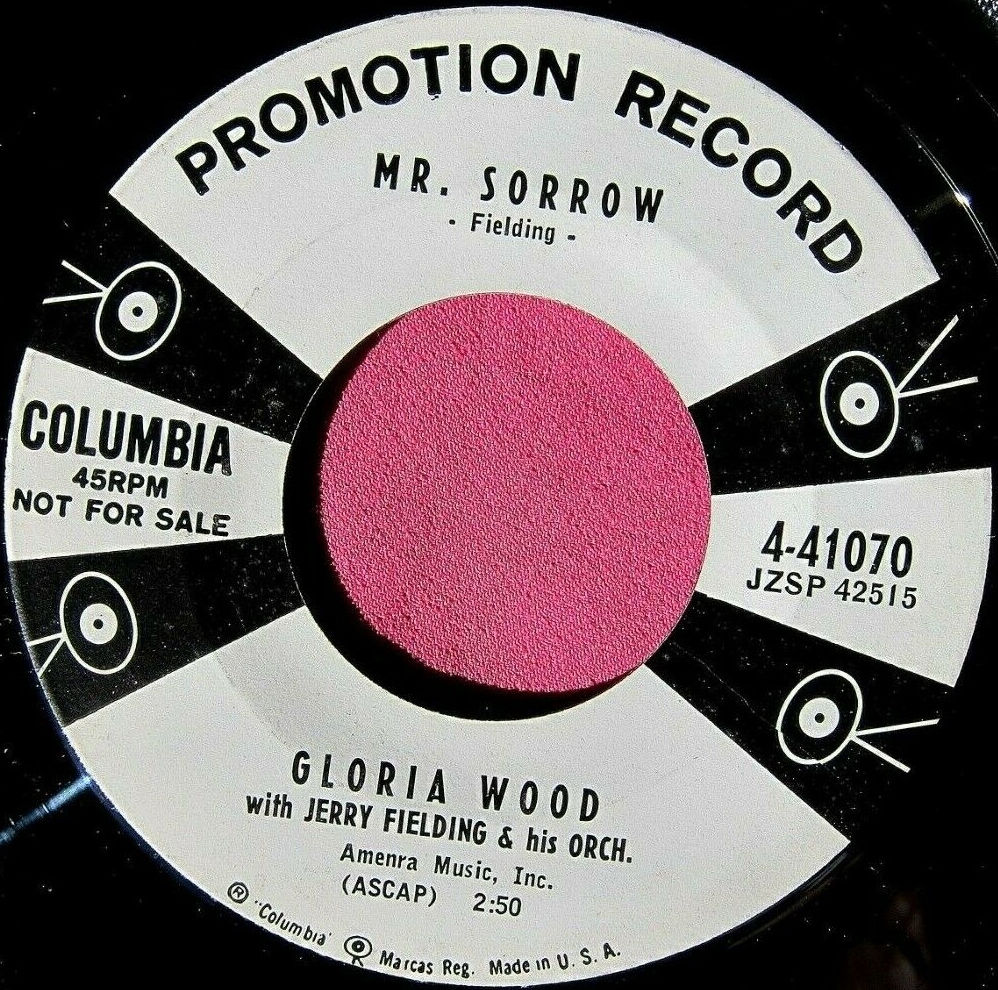 PROMOTION RECORD
MR. SORROW
- Fielding -
COLUMBIA
45RPM
NOT FOR SALE
4-41070
JZSP 42515
GLORIA WOOD
with JERRY FIELDING & his ORCH.
Amenra Music, Inc.
(ASCAP) 2:50
® "Columbia" Marcas Reg. Made in U. S. A.